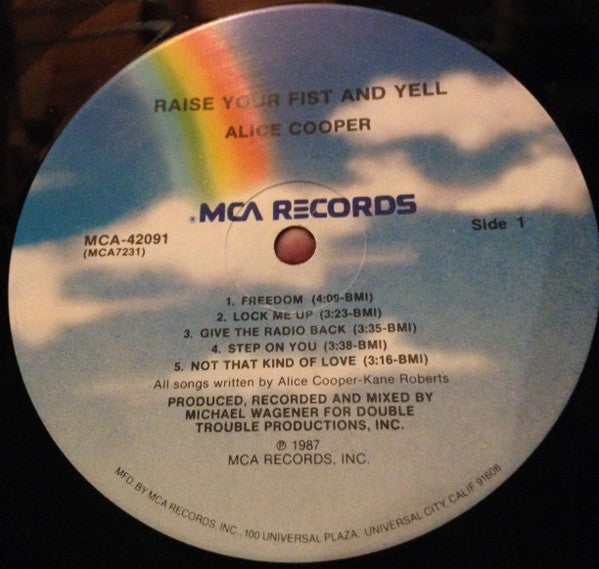 RAISE YOUR FIST AND YELL
ALICE COOPER
® MCA RECORDS
MCA-42091
(MCA7231)
Side 1
1. FREEDOM (4:09-BMI)
2. LOCK ME UP (3:23-BMI)
3. GIVE THE RADIO BACK (3:35-BMI)
4. STEP ON YOU (3:38-BMI)
5. NOT THAT KIND OF LOVE (3:16-BMI)
All songs written by Alice Cooper-Kane Roberts
PRODUCED, RECORDED AND MIXED BY
MICHAEL WAGENER FOR DOUBLE
TROUBLE PRODUCTIONS, INC.
℗ 1987
MCA RECORDS, INC.
MFD. BY MCA RECORDS, INC., 100 UNIVERSAL PLAZA, UNIVERSAL CITY, CALIF. 91608